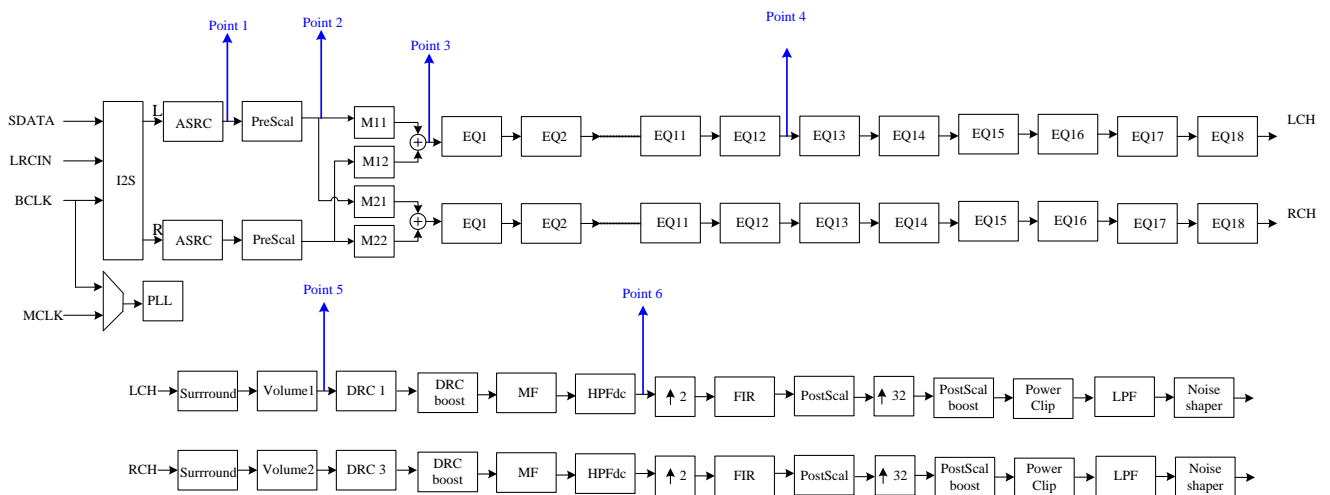 Point 1
Point 2
Point 3
Point 4
SDATA
LRCIN
BCLK
MCLK
I2S
L
R
PLL
ASRC
PreScal
M11
M12
EQ1
EQ2
EQ11
EQ12
EQ13
EQ14
EQ15
EQ16
EQ17
EQ18
LCH
ASRC
PreScal
M21
M22
EQ1
EQ2
EQ11
EQ12
EQ13
EQ14
EQ15
EQ16
EQ17
EQ18
RCH
Point 5
Point 6
LCH
Surrround
Volume1
DRC 1
DRC
boost
MF
HPFdc
↑ 2
FIR
PostScal
↑ 32
PostScal
boost
Power
Clip
LPF
Noise
shaper
RCH
Surrround
Volume2
DRC 3
DRC
boost
MF
HPFdc
↑ 2
FIR
PostScal
↑ 32
PostScal
boost
Power
Clip
LPF
Noise
shaper